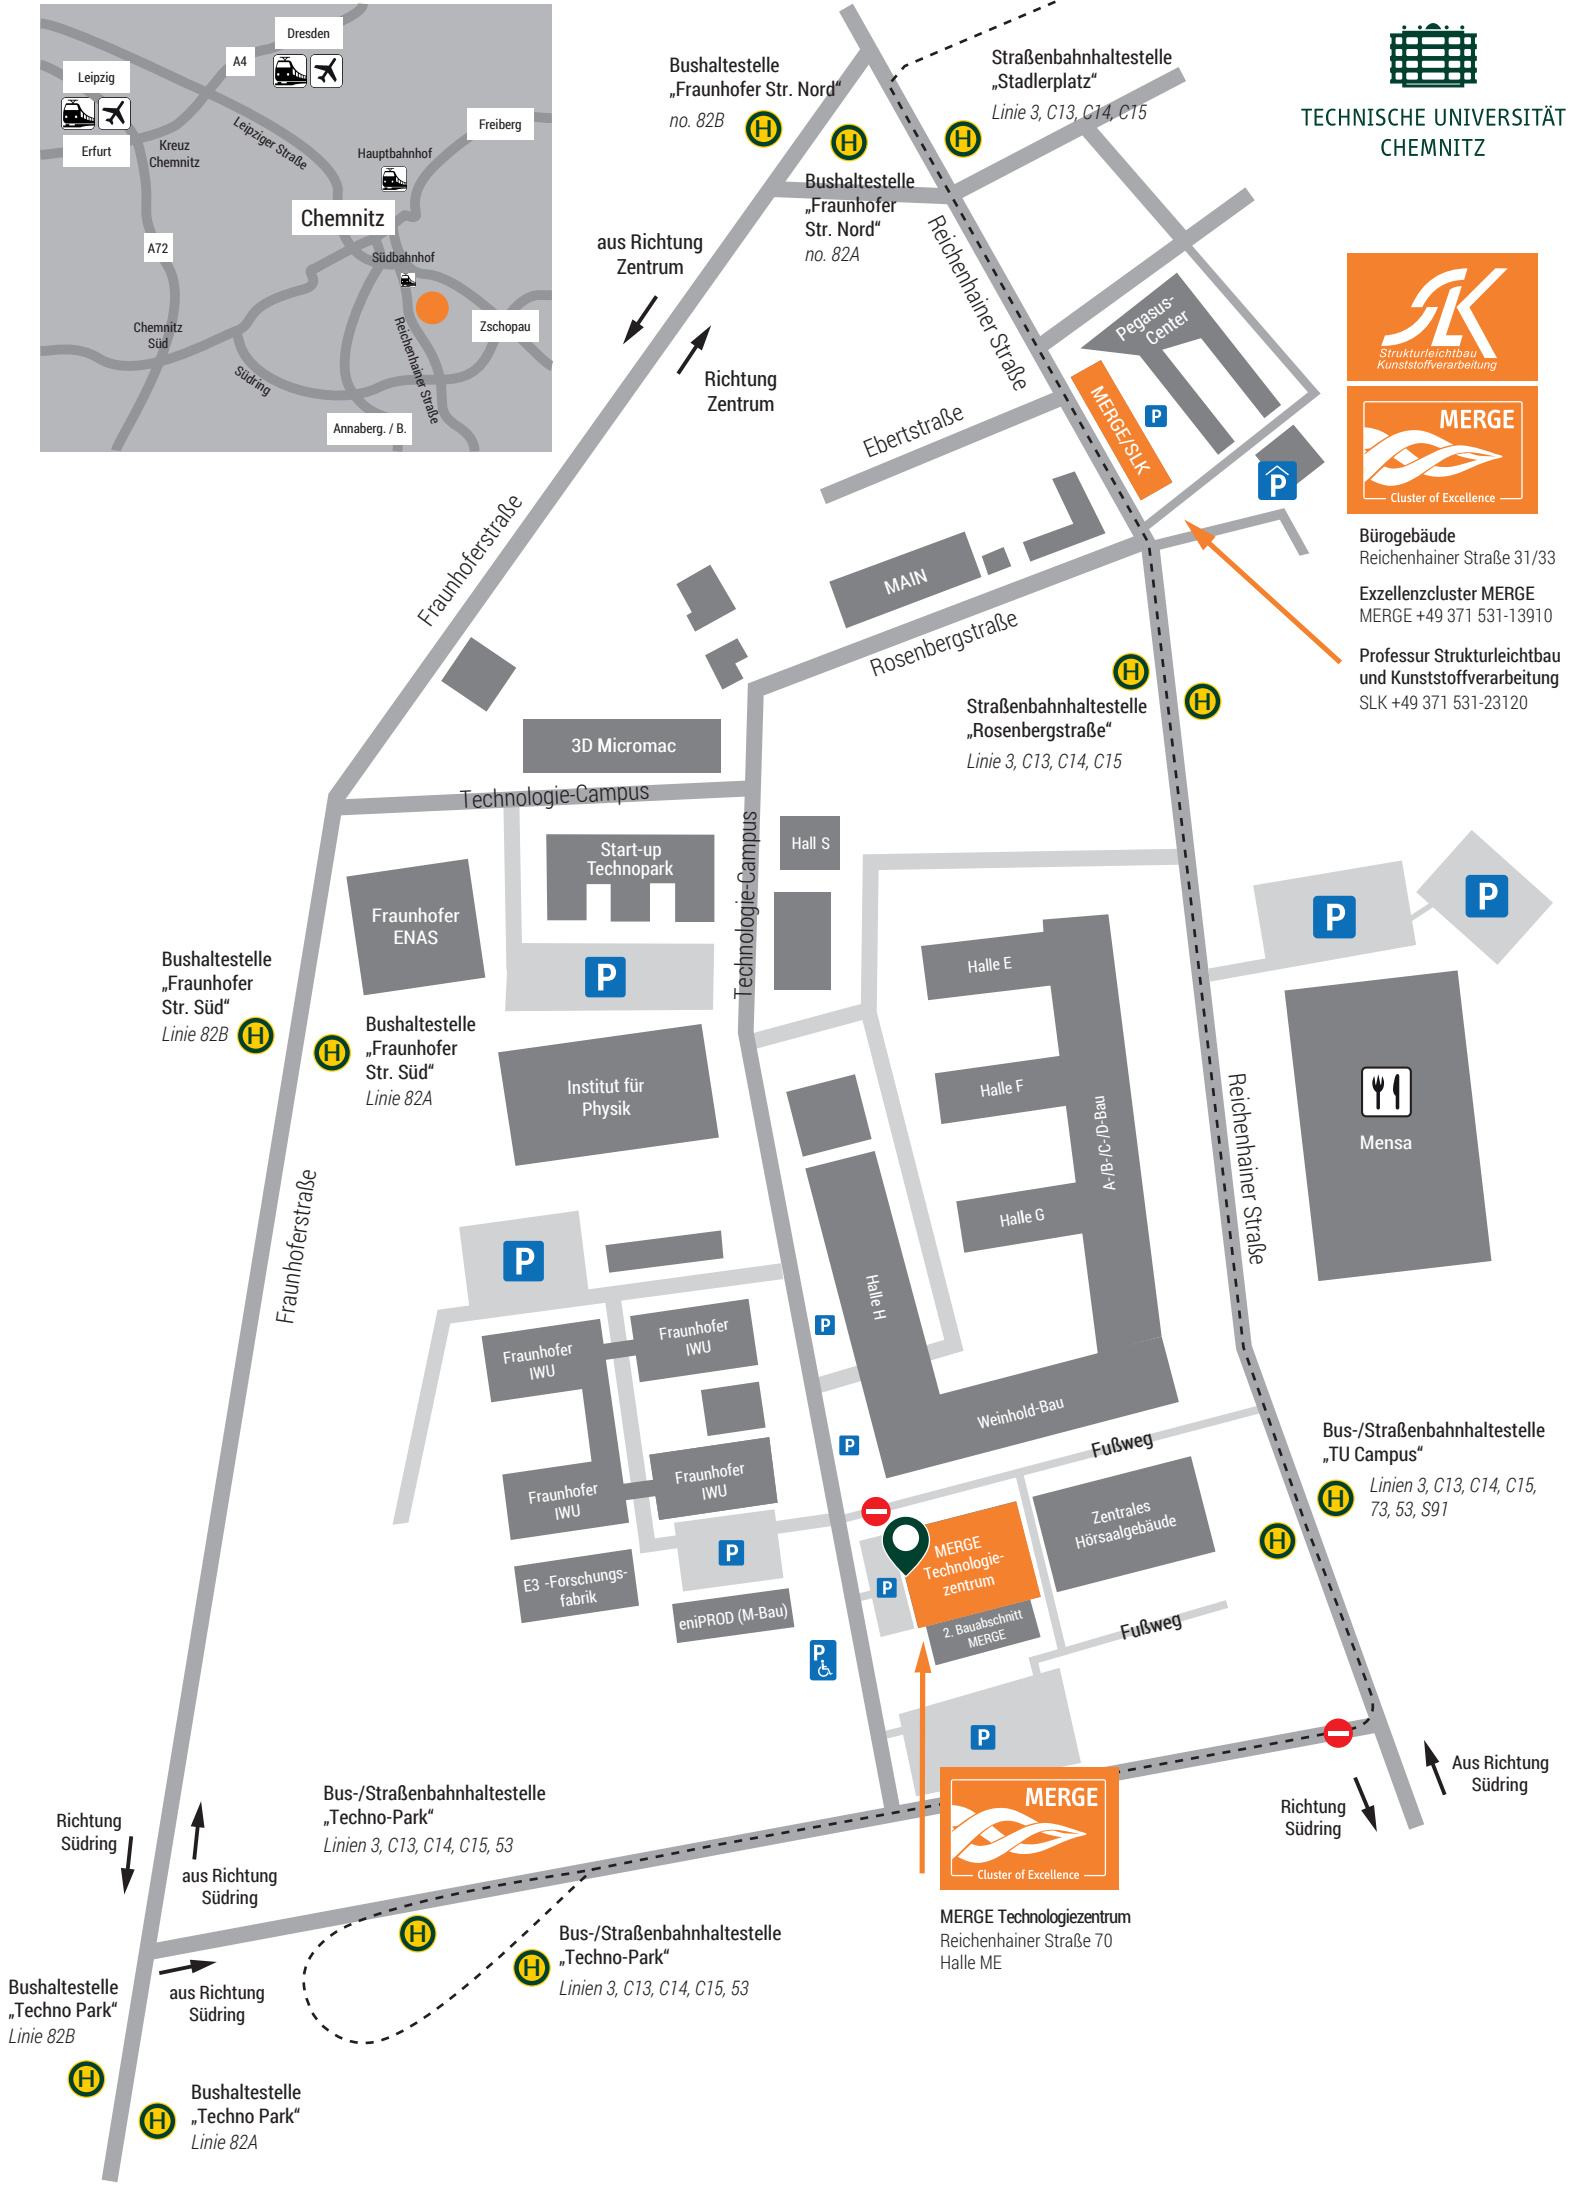 Dresden
A4
Leipzig
Erfurt
Kreuz
Chemnitz
Leipziger Straße
Hauptbahnhof
Freiberg
Chemnitz
A72
Südbahnhof
Chemnitz
Süd
Südring
Reichenhainer Straße
Zschopau
Annaberg. / B.
Bushaltestelle
„Fraunhofer Str. Nord“
no. 82B
H
H
Bushaltestelle
„Fraunhofer
Str. Nord“
no. 82A
Straßenbahnhaltestelle
„Stadlerplatz“
Linie 3, C13, C14, C15
H
TECHNISCHE UNIVERSITÄT
CHEMNITZ
aus Richtung
Zentrum
Richtung
Zentrum
Reichenhainer Straße
Pegasus-
Center
MERGE/SLK
P
P
Ebertstraße
SLK
Strukturleichtbau
Kunststoffverarbeitung
MERGE
Cluster of Excellence
Bürogebäude
Reichenhainer Straße 31/33
Exzellenzcluster MERGE
MERGE +49 371 531-13910
Professur Strukturleichtbau
und Kunststoffverarbeitung
SLK +49 371 531-23120
Fraunhoferstraße
MAIN
Rosenbergstraße
H
H
Straßenbahnhaltestelle
„Rosenbergstraße“
Linie 3, C13, C14, C15
3D Micromac
Technologie-Campus
Start-up
Technopark
Technologie-Campus
Hall S
Fraunhofer
ENAS
P
P
P
Halle E
Bushaltestelle
„Fraunhofer
Str. Süd“
Linie 82B
H
H
Bushaltestelle
„Fraunhofer
Str. Süd“
Linie 82A
Institut für
Physik
Halle F
A-/B-/C-/D-Bau
Reichenhainer Straße
Mensa
Halle G
Fraunhoferstraße
P
Halle H
P
Fraunhofer
IWU
Fraunhofer
IWU
Weinhold-Bau
P
Fußweg
Bus-/Straßenbahnhaltestelle
„TU Campus“
Linien 3, C13, C14, C15,
73, 53, S91
H
H
Fraunhofer
IWU
Fraunhofer
IWU
P
Zentrales
Hörsaalgebäude
MERGE
Technologie-
zentrum
P
E3 -Forschungs-
fabrik
eniPROD (M-Bau)
2. Bauabschnitt
MERGE
Fußweg
P
P
Aus Richtung
Südring
Richtung
Südring
MERGE
Cluster of Excellence
MERGE Technologiezentrum
Reichenhainer Straße 70
Halle ME
Bus-/Straßenbahnhaltestelle
„Techno-Park“
Linien 3, C13, C14, C15, 53
H
Richtung
Südring
aus Richtung
Südring
Bus-/Straßenbahnhaltestelle
„Techno-Park“
Linien 3, C13, C14, C15, 53
H
aus Richtung
Südring
Bushaltestelle
„Techno Park“
Linie 82B
H
H
Bushaltestelle
„Techno Park“
Linie 82A